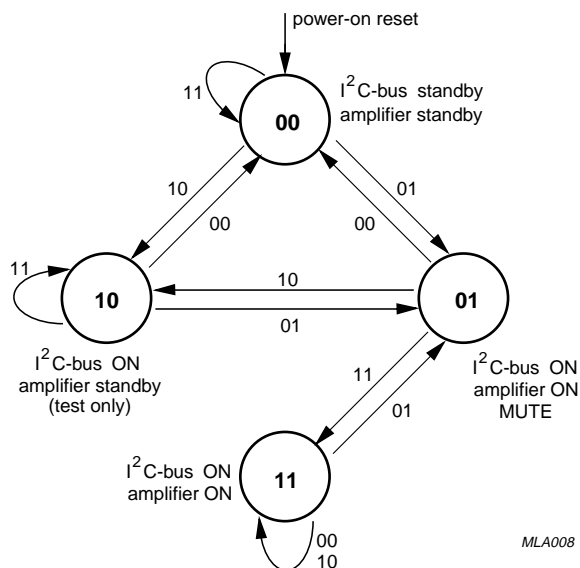 power-on reset
I²C-bus standby
amplifier standby
11
00
10
00
01
00
11
10
10
01
01
I²C-bus ON
amplifier standby
(test only)
I²C-bus ON
amplifier ON
MUTE
11
01
I²C-bus ON
amplifier ON
11
00
10
MLA008